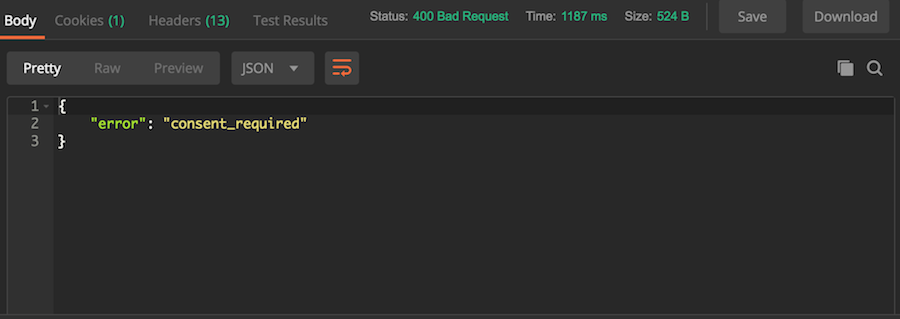 Body Cookies (1) Headers (13) Test Results Status: 400 Bad Request Time: 1187 ms Size: 524 B Save Download
Pretty Raw Preview JSON
1 {
2 "error": "consent_required"
3 }